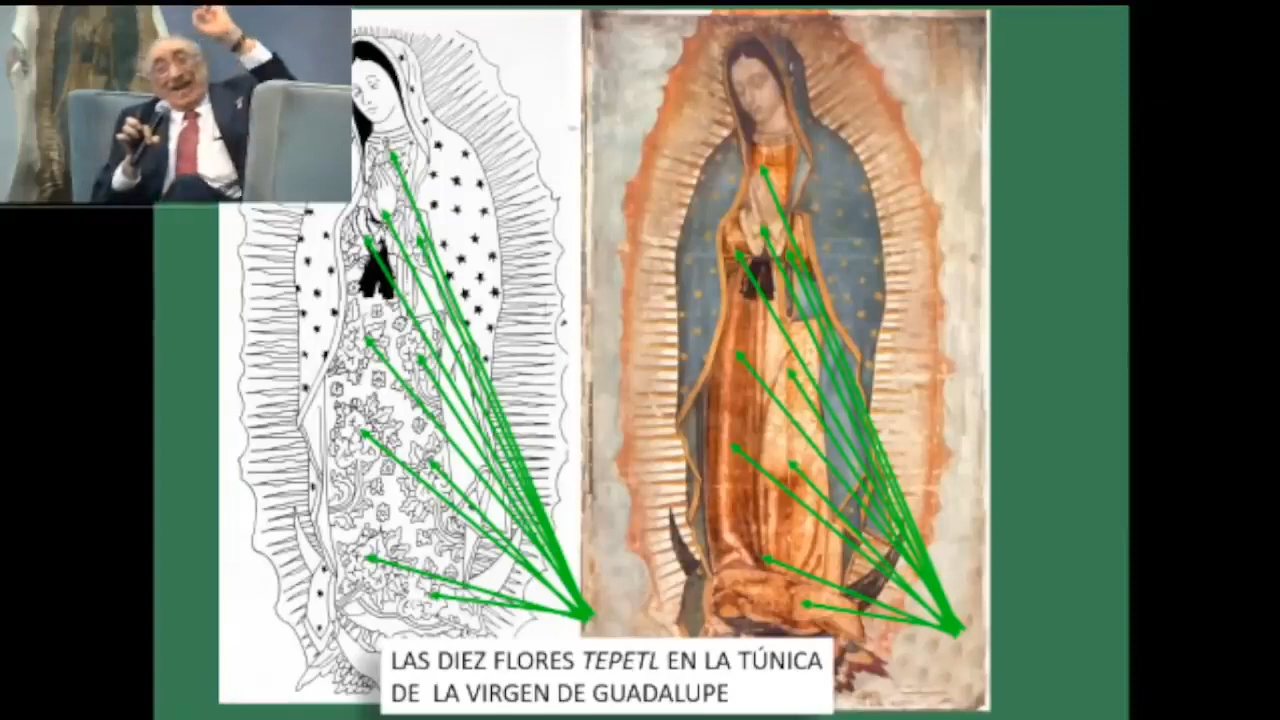 LAS DIEZ FLORES TEPETL EN LA TÚNICA
DE LA VIRGEN DE GUADALUPE